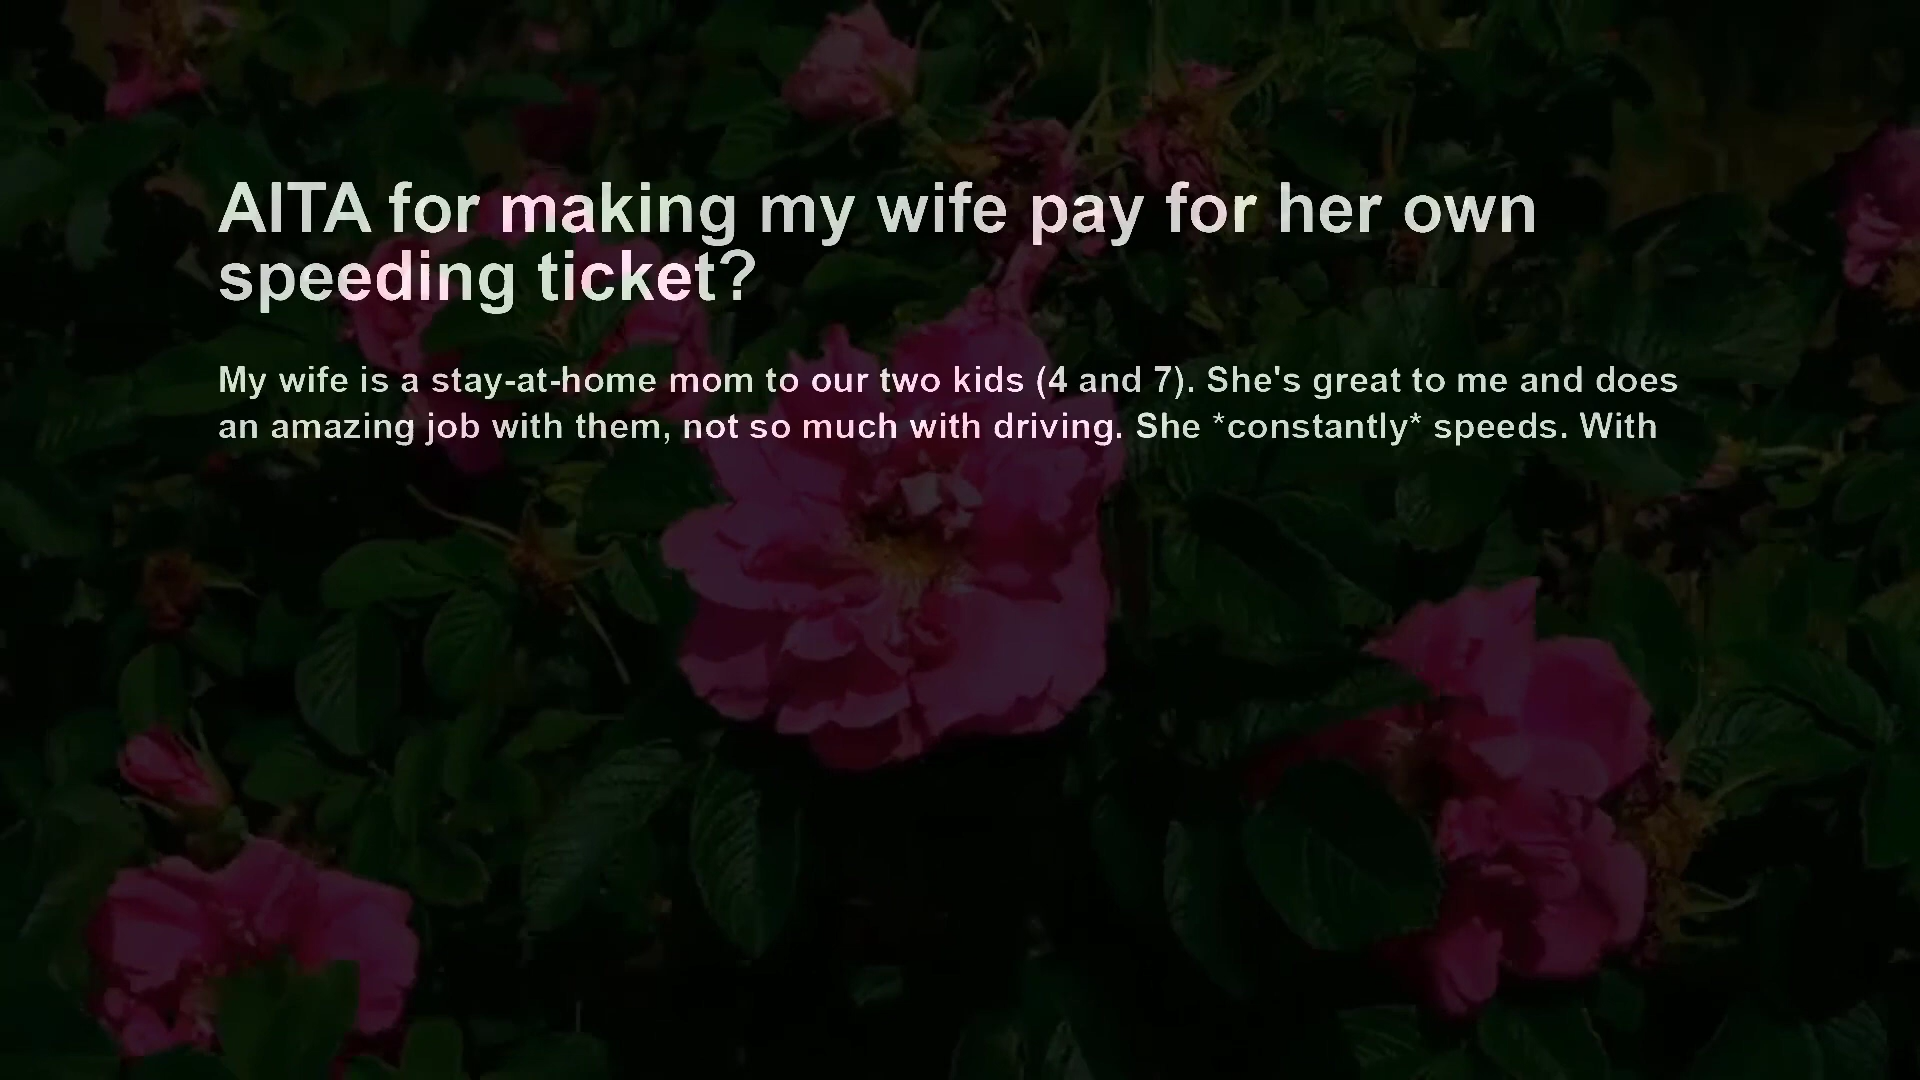 AITA for making my wife pay for her own
speeding ticket?
My wife is a stay-at-home mom to our two kids (4 and 7). She's great to me and does
an amazing job with them, not so much with driving. She *constantly* speeds. With